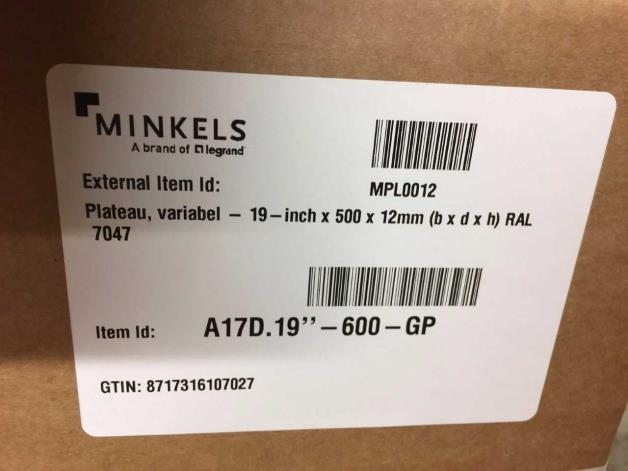 MINKELS
A brand of legrand
External Item Id: MPL0012
Plateau, variabel – 19–inch x 500 x 12mm (b x d x h) RAL
7047
Item Id: A17D.19’’–600–GP
GTIN: 8717316107027